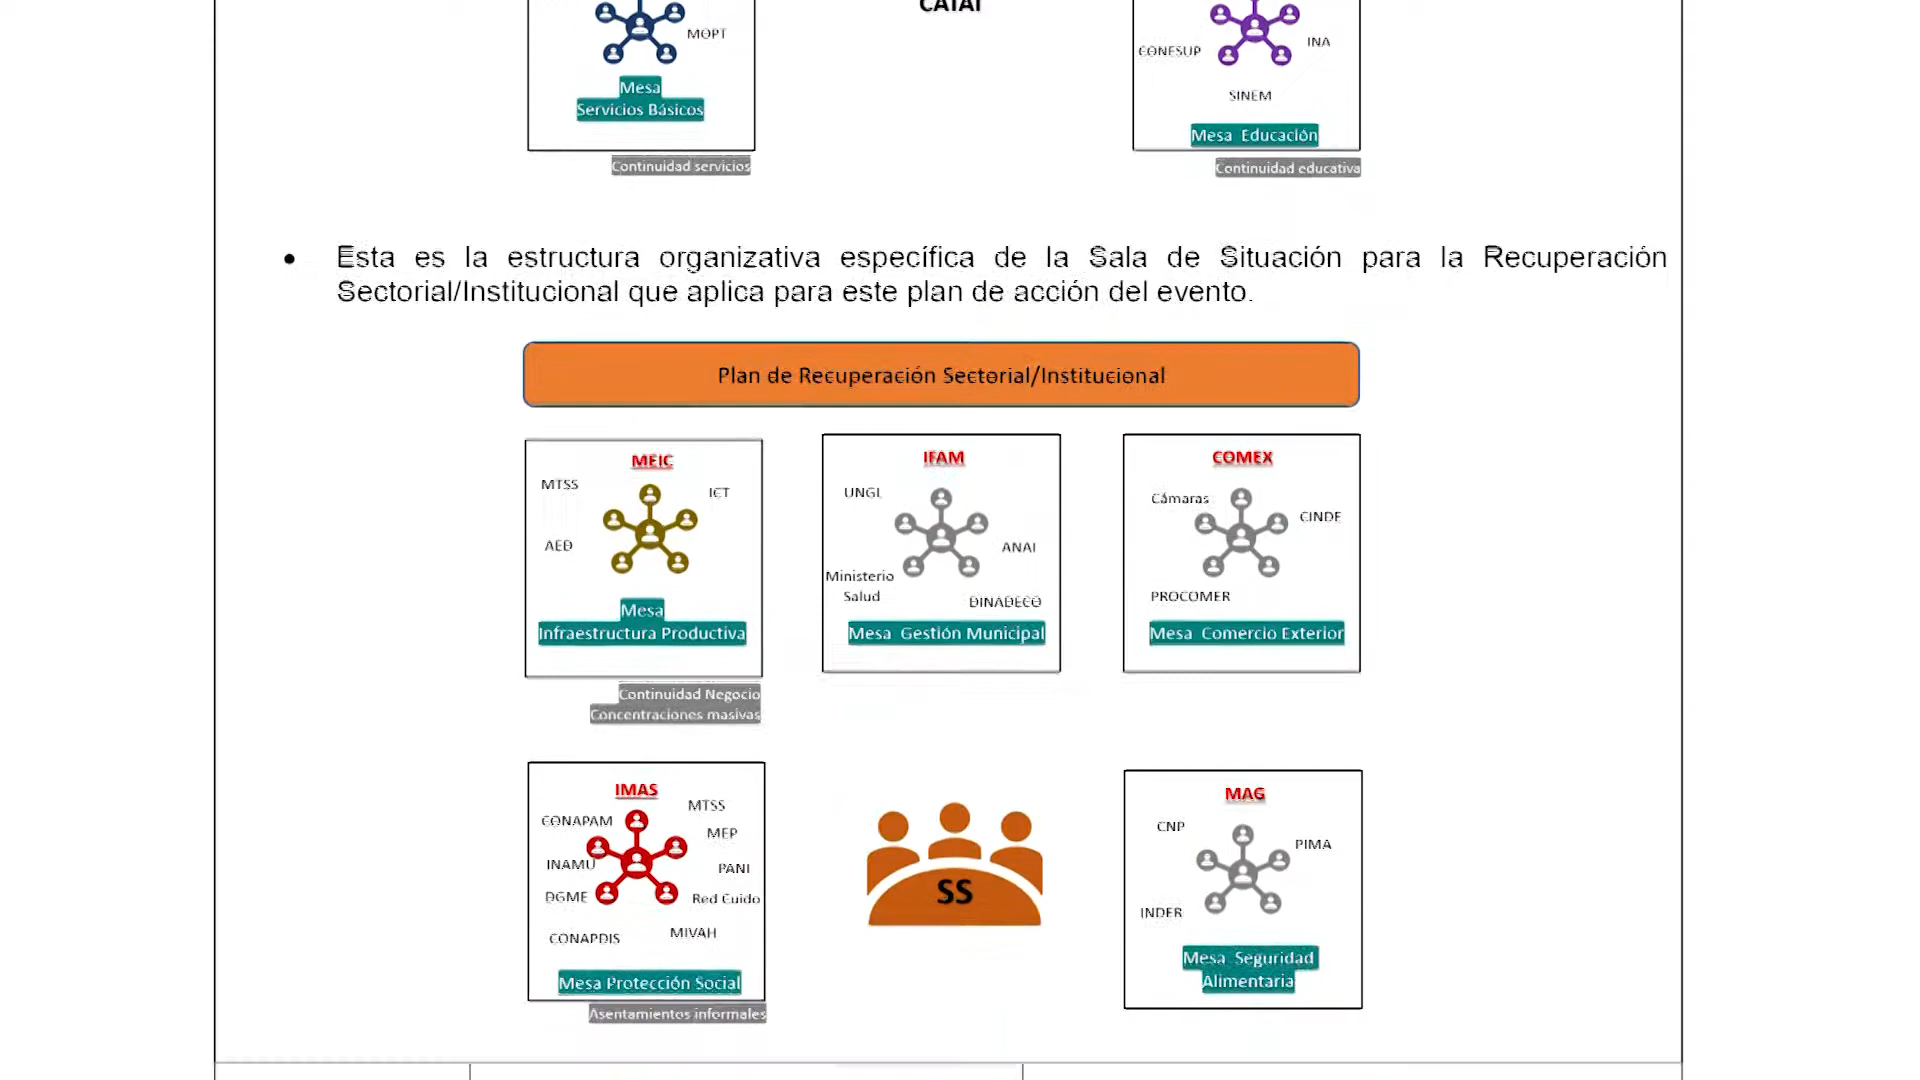 CATAI
MOPT
Mesa
Servicios Básicos
Continuidad servicios
CONESUP
INA
SINEM
Mesa Educación
Continuidad educativa
• Esta es la estructura organizativa específica de la Sala de Situación para la Recuperación
Sectorial/Institucional que aplica para este plan de acción del evento.
Plan de Recuperación Sectorial/Institucional
MEIC
MTSS
ICT
AED
Mesa
Infraestructura Productiva
Continuidad Negocio
Concentraciones masivas
IFAM
UNGL
ANAI
Ministerio
Salud
DINADECO
Mesa Gestión Municipal
COMEX
Cámaras
CINDE
PROCOMER
Mesa Comercio Exterior
IMAS
MTSS
CONAPAM
MEP
INAMU
PANI
DGME
Red Cuido
CONAPDIS
MIVAH
Mesa Protección Social
Asentamientos informales
SS
MAG
CNP
PIMA
INDER
Mesa Seguridad
Alimentaria